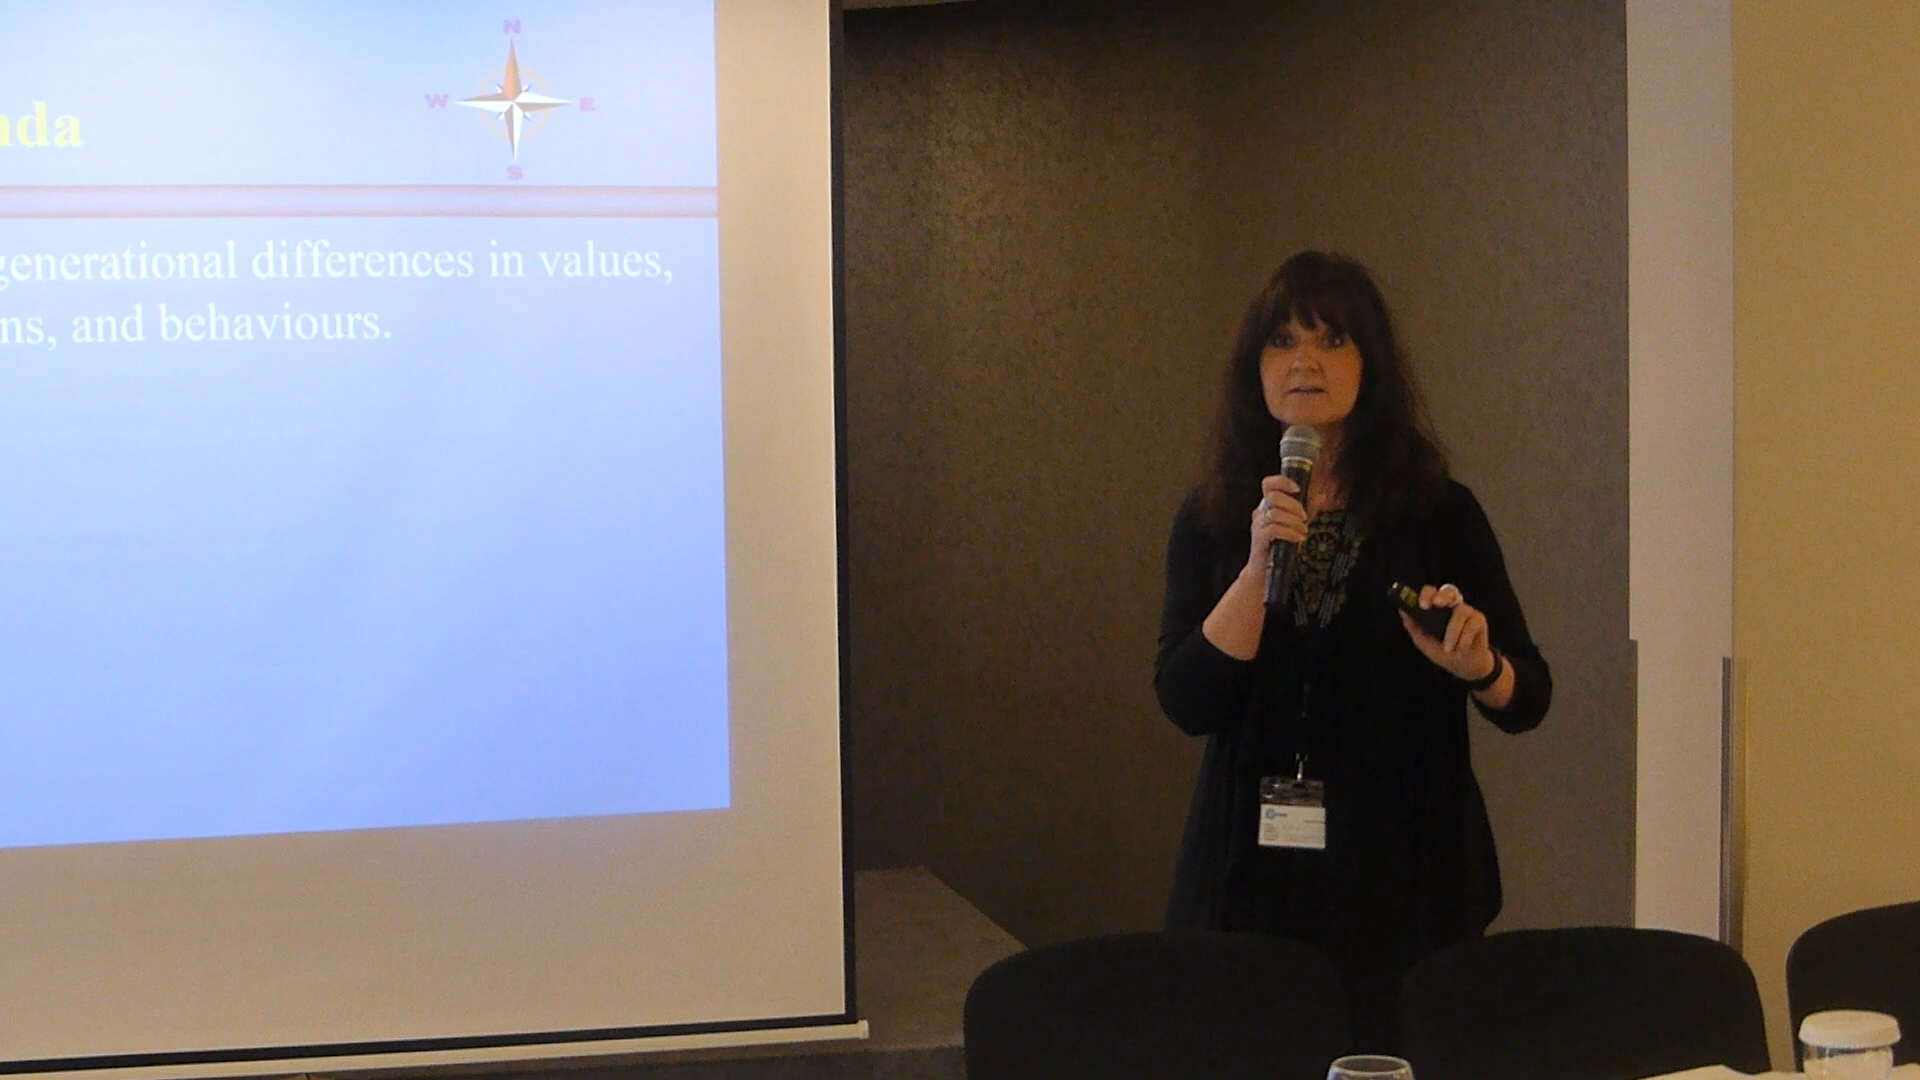 N
W E
S
nda
generational differences in values,
ns, and behaviours.